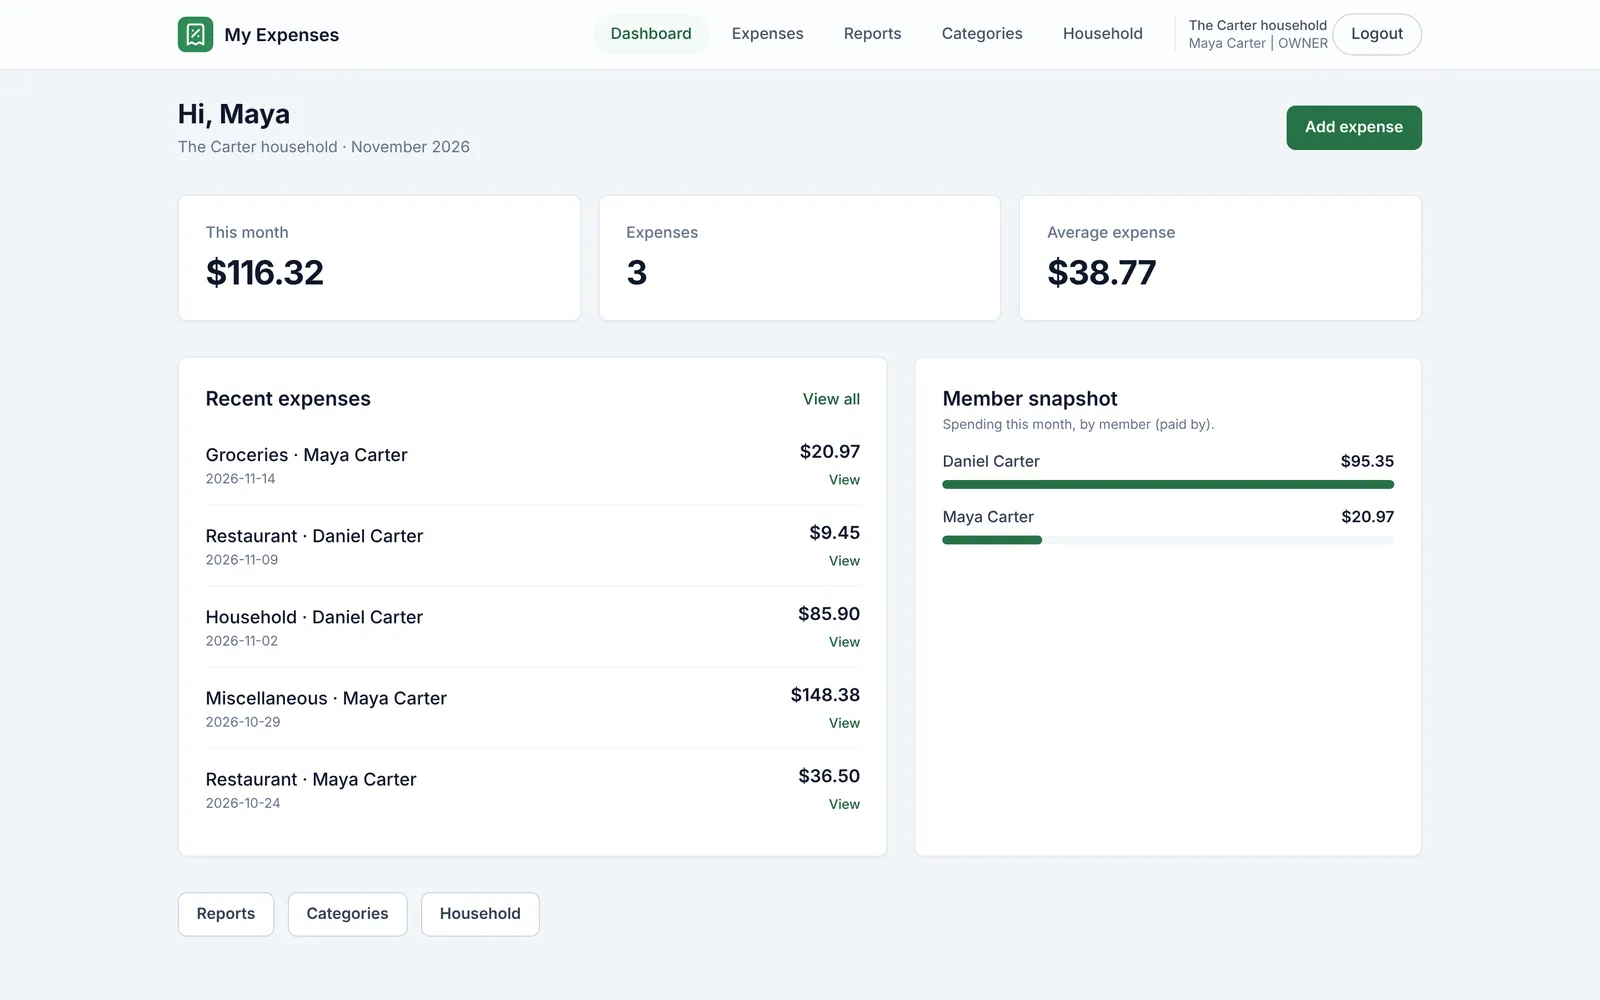 My Expenses
Dashboard
Expenses
Reports
Categories
Household
The Carter household
Maya Carter | OWNER
Logout
Hi, Maya
The Carter household · November 2026
Add expense
This month
$116.32
Expenses
3
Average expense
$38.77
Recent expenses
View all
Groceries · Maya Carter
$20.97
2026-11-14
View
Restaurant · Daniel Carter
$9.45
2026-11-09
View
Household · Daniel Carter
$85.90
2026-11-02
View
Miscellaneous · Maya Carter
$148.38
2026-10-29
View
Restaurant · Maya Carter
$36.50
2026-10-24
View
Member snapshot
Spending this month, by member (paid by).
Daniel Carter
$95.35
Maya Carter
$20.97
Reports
Categories
Household